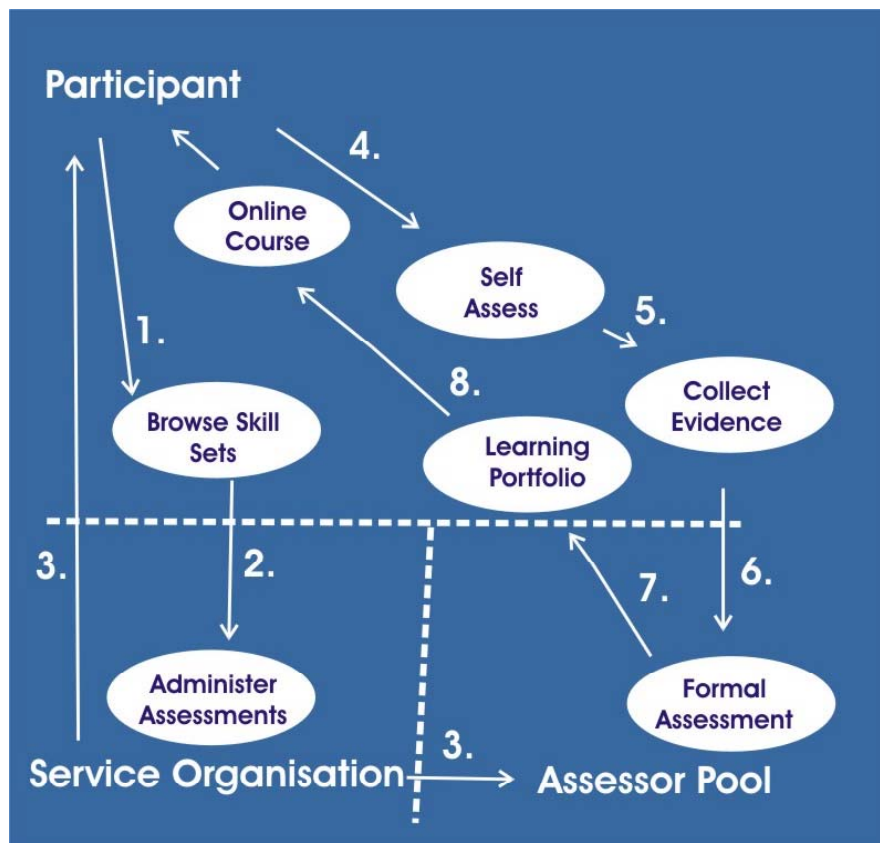 Participant
4.
Online
Course
Self
Assess
5.
1.
8.
Collect
Evidence
Browse Skill
Sets
Learning
Portfolio
3.
2.
7.
6.
Administer
Assessments
Formal
Assessment
3.
Service Organisation
Assessor Pool